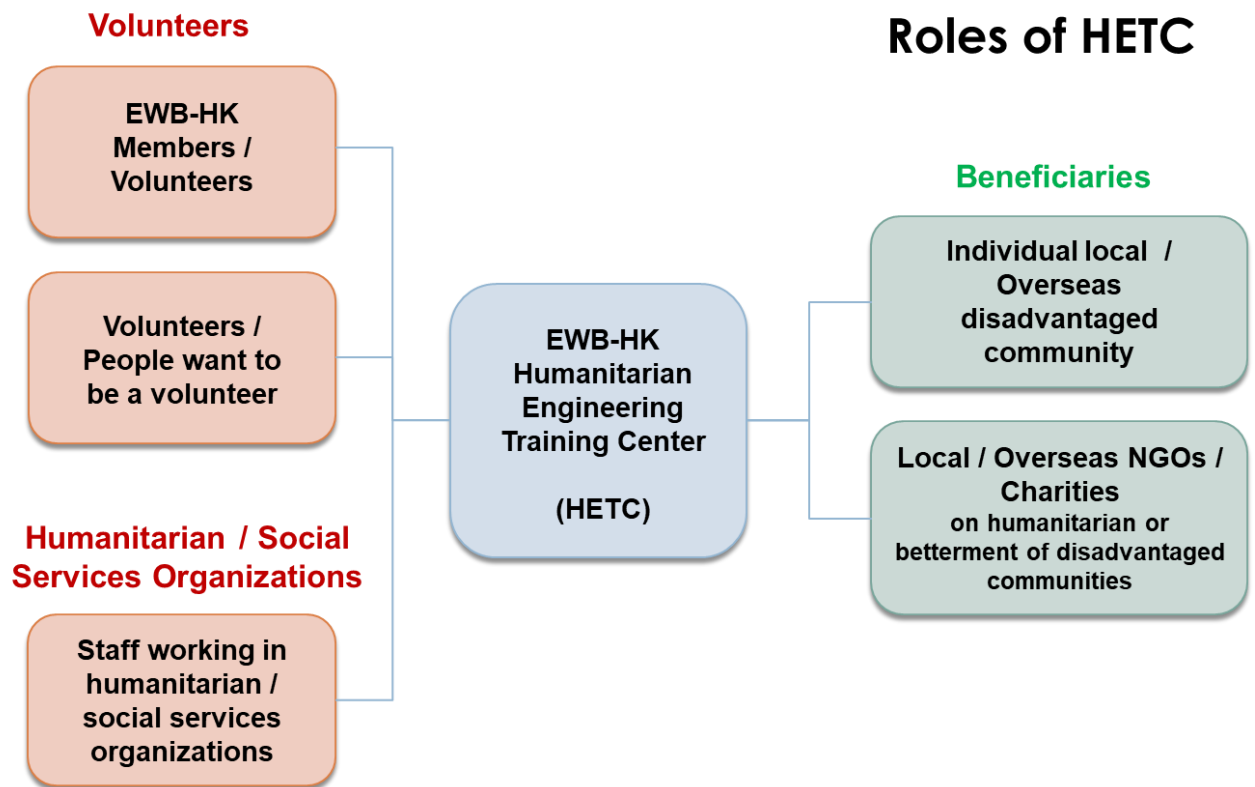 Roles of HETC
Volunteers
EWB-HK
Members /
Volunteers
Volunteers /
People want to
be a volunteer
Humanitarian / Social
Services Organizations
Staff working in
humanitarian /
social services
organizations
EWB-HK
Humanitarian
Engineering
Training Center
(HETC)
Beneficiaries
Individual local /
Overseas
disadvantaged
community
Local / Overseas NGOs /
Charities
on humanitarian or
betterment of disadvantaged
communities